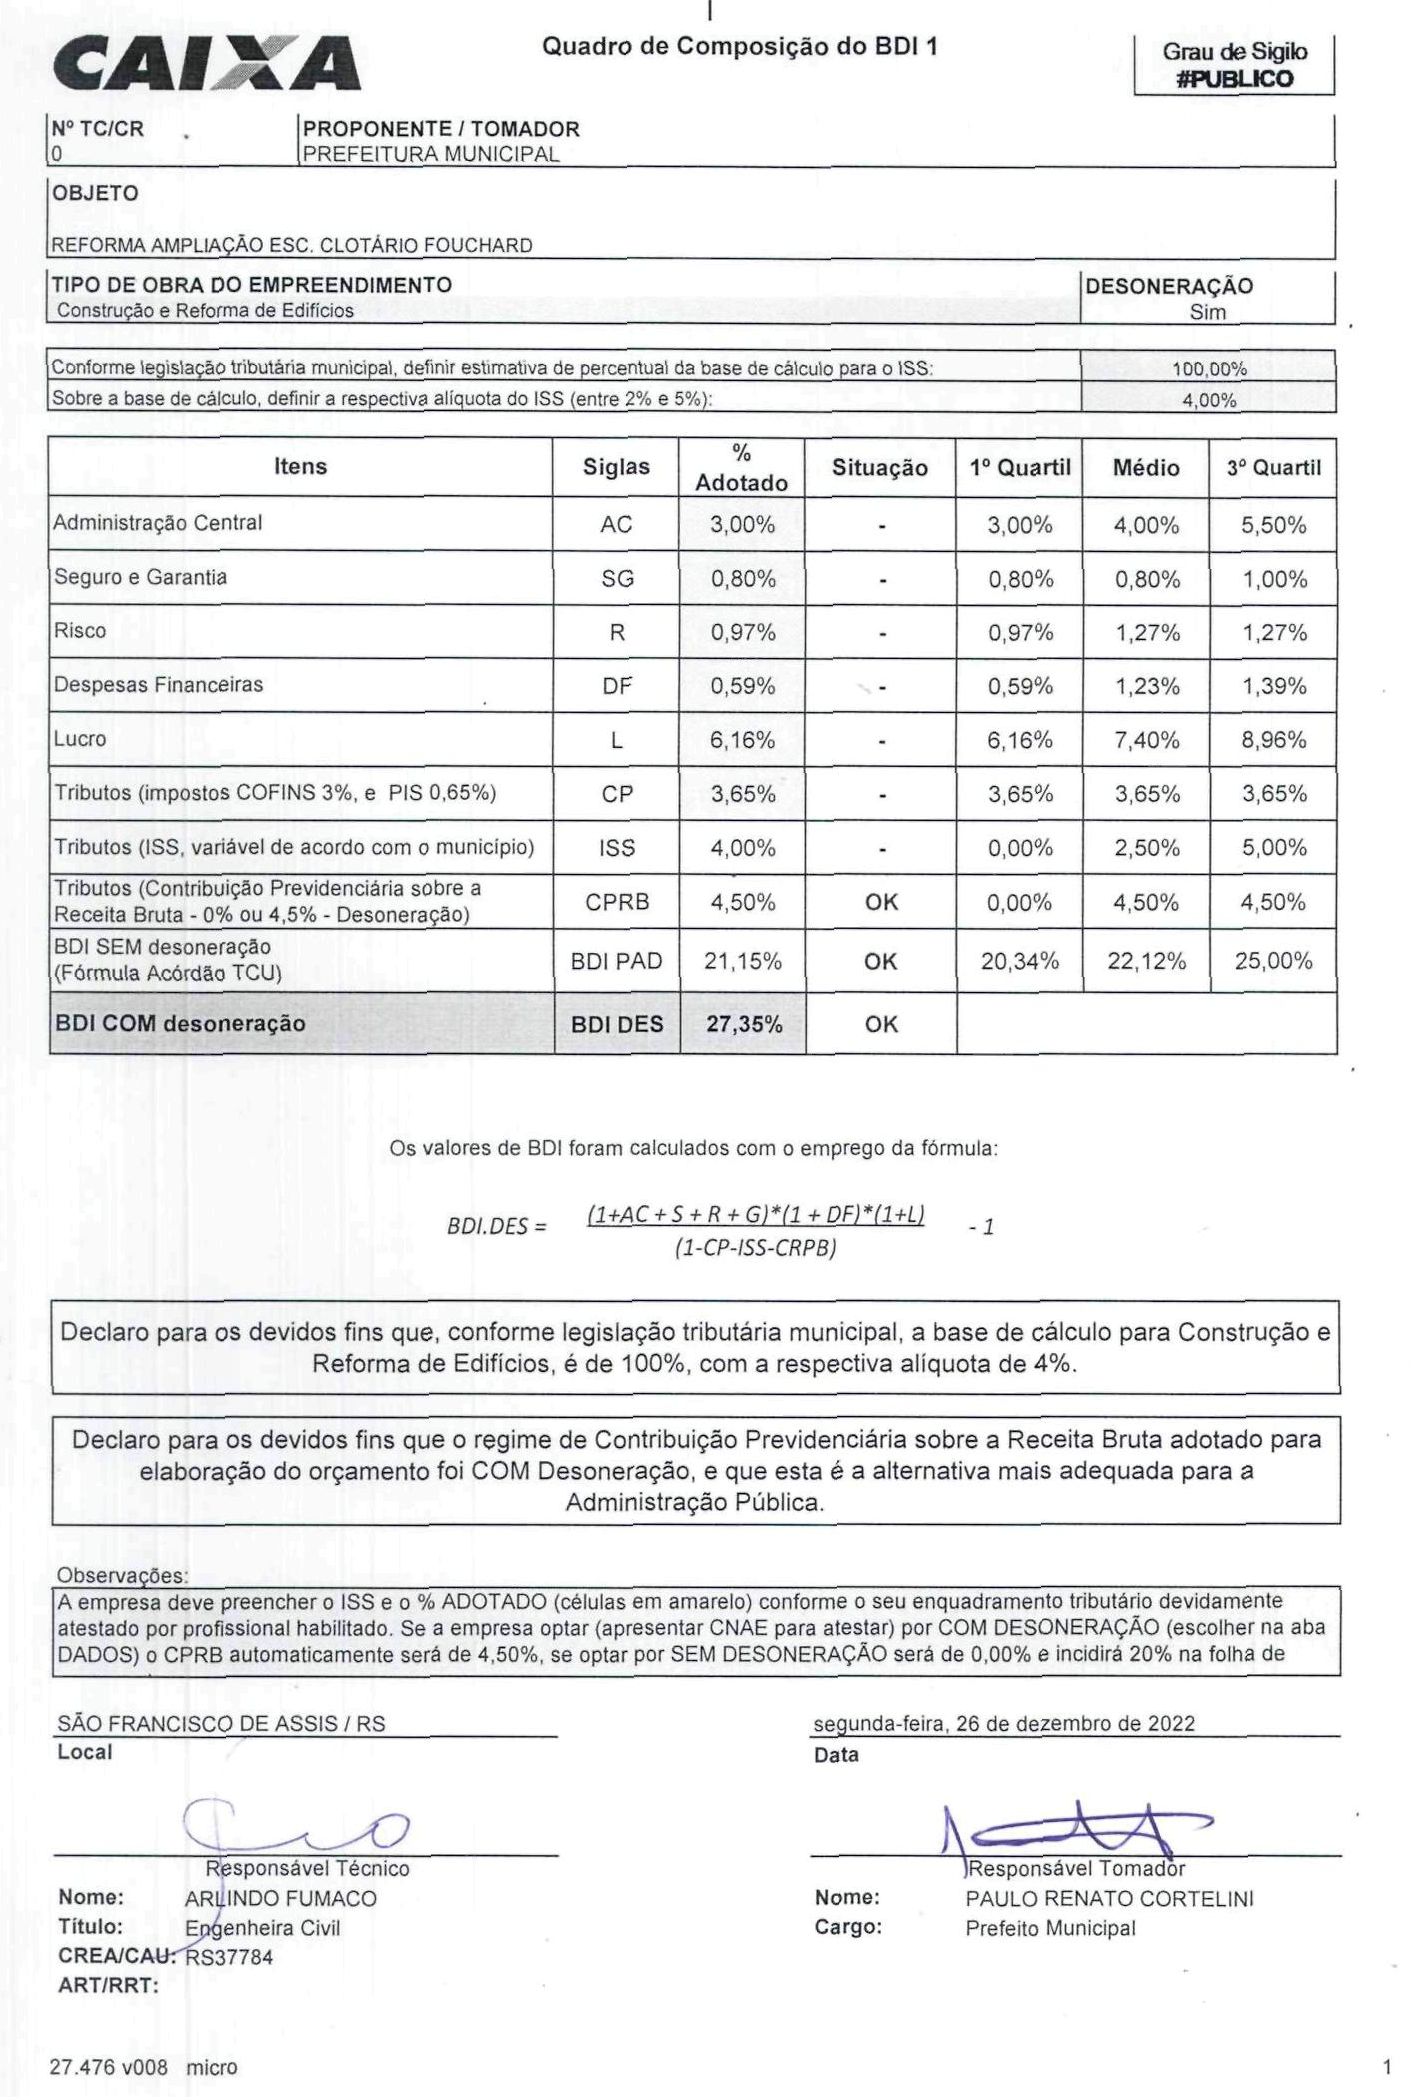 CAIXA
Quadro de Composição do BDI 1
Grau de Sigilo
#PUBLICO
Nº TC/CR
0
PROPONENTE / TOMADOR
PREFEITURA MUNICIPAL
OBJETO
REFORMA AMPLIAÇÃO ESC. CLOTÁRIO FOUCHARD
TIPO DE OBRA DO EMPREENDIMENTO
Construção e Reforma de Edifícios
DESONERAÇÃO
Sim
Conforme legislação tributária municipal, definir estimativa de percentual da base de cálculo para o ISS: 100,00%
Sobre a base de cálculo, definir a respectiva alíquota do ISS (entre 2% e 5%): 4,00%
Itens Siglas % Adotado Situação 1º Quartil Médio 3º Quartil
Administração Central AC 3,00% - 3,00% 4,00% 5,50%
Seguro e Garantia SG 0,80% - 0,80% 0,80% 1,00%
Risco R 0,97% - 0,97% 1,27% 1,27%
Despesas Financeiras DF 0,59% - 0,59% 1,23% 1,39%
Lucro L 6,16% - 6,16% 7,40% 8,96%
Tributos (impostos COFINS 3%, e PIS 0,65%) CP 3,65% - 3,65% 3,65% 3,65%
Tributos (ISS, variável de acordo com o município) ISS 4,00% - 0,00% 2,50% 5,00%
Tributos (Contribuição Previdenciária sobre a
Receita Bruta - 0% ou 4,5% - Desoneração) CPRB 4,50% OK 0,00% 4,50% 4,50%
BDI SEM desoneração
(Fórmula Acórdão TCU) BDI PAD 21,15% OK 20,34% 22,12% 25,00%
BDI COM desoneração BDI DES 27,35% OK
Os valores de BDI foram calculados com o emprego da fórmula:
BDI.DES = (1+AC + S + R + G)*(1 + DF)*(1+L) - 1
(1-CP-ISS-CRPB)
Declaro para os devidos fins que, conforme legislação tributária municipal, a base de cálculo para Construção e
Reforma de Edifícios, é de 100%, com a respectiva alíquota de 4%.
Declaro para os devidos fins que o regime de Contribuição Previdenciária sobre a Receita Bruta adotado para
elaboração do orçamento foi COM Desoneração, e que esta é a alternativa mais adequada para a
Administração Pública.
Observações:
A empresa deve preencher o ISS e o % ADOTADO (células em amarelo) conforme o seu enquadramento tributário devidamente
atestado por profissional habilitado. Se a empresa optar (apresentar CNAE para atestar) por COM DESONERAÇÃO (escolher na aba
DADOS) o CPRB automaticamente será de 4,50%, se optar por SEM DESONERAÇÃO será de 0,00% e incidirá 20% na folha de
SÃO FRANCISCO DE ASSIS / RS
Local
segunda-feira, 26 de dezembro de 2022
Data
Responsável Técnico
Nome: ARLINDO FUMACO
Título: Engenheira Civil
CREA/CAU: RS37784
ART/RRT:
Responsável Tomador
Nome: PAULO RENATO CORTELINI
Cargo: Prefeito Municipal
27.476 v008 micro
1